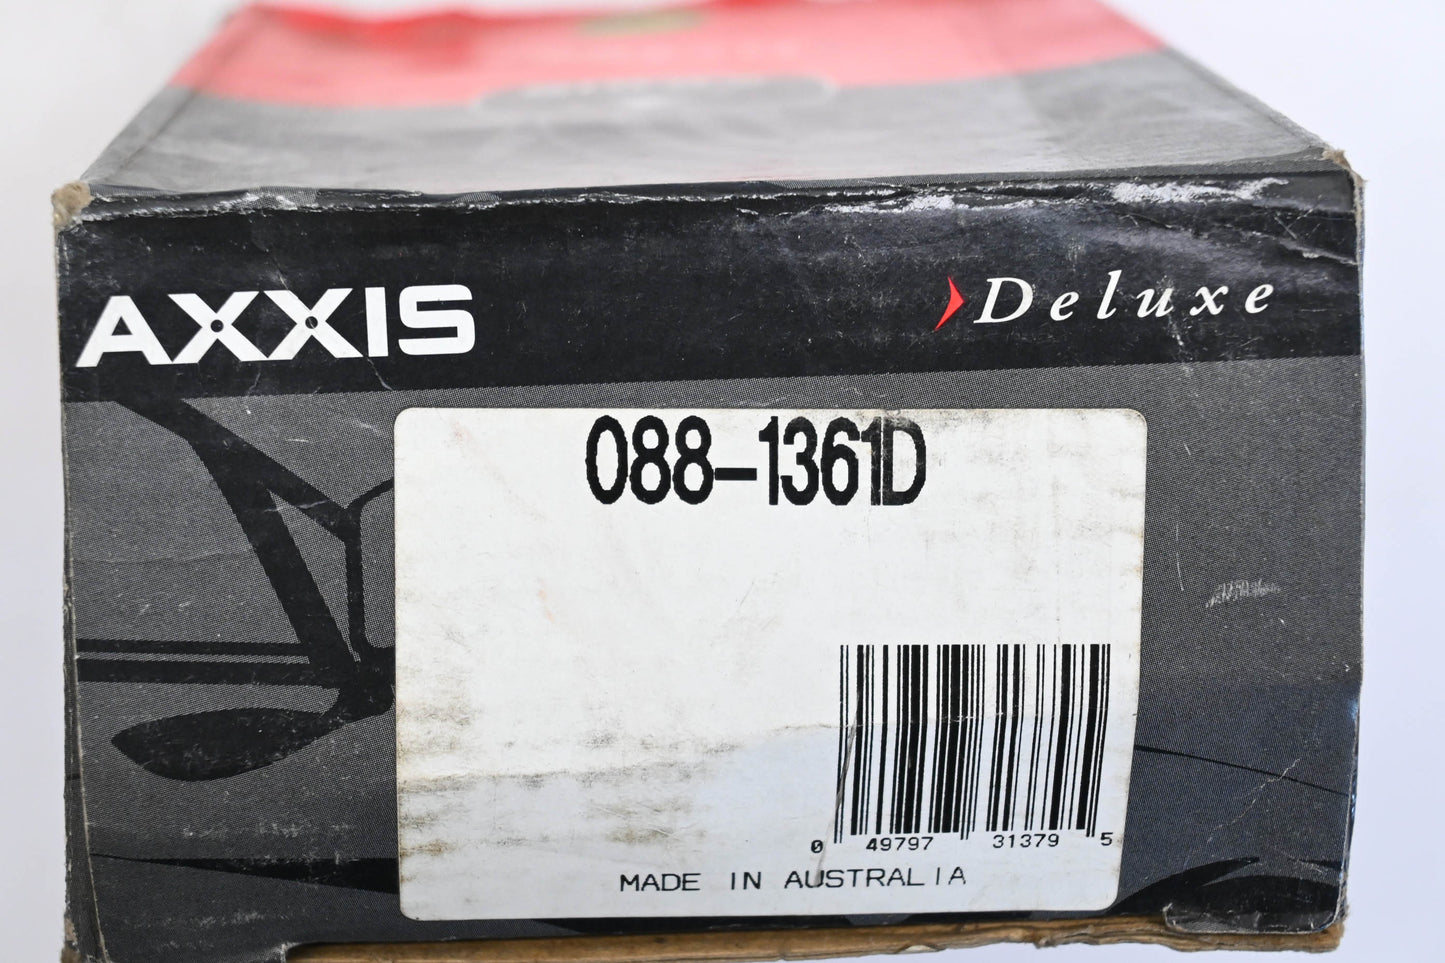 AXXIS
Deluxe
088-1361D
0 49797 31379 5
MADE IN AUSTRALIA